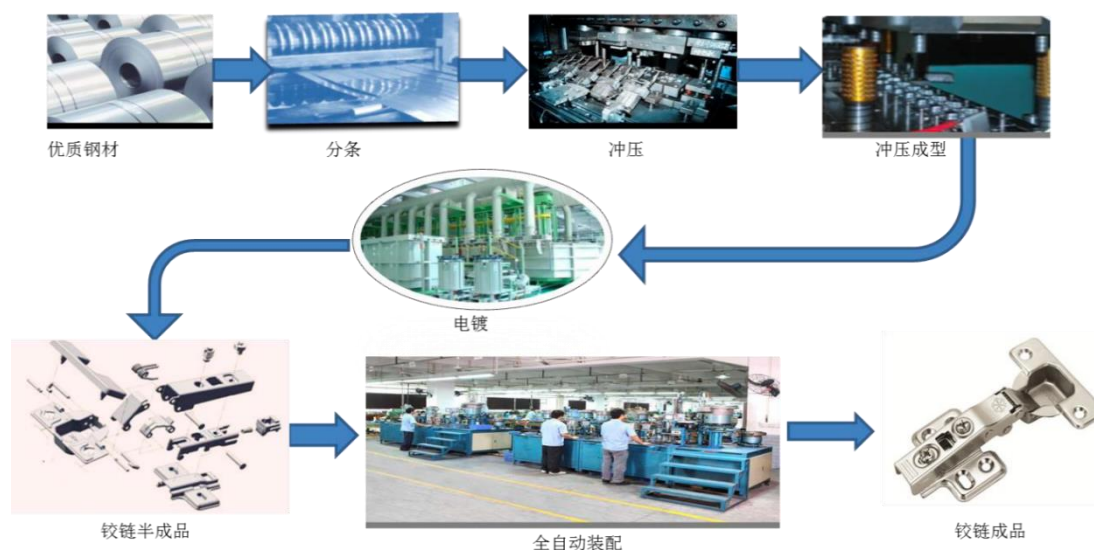 优质钢材
分条
冲压
冲压成型
电镀
铰链半成品
全自动装配
铰链成品